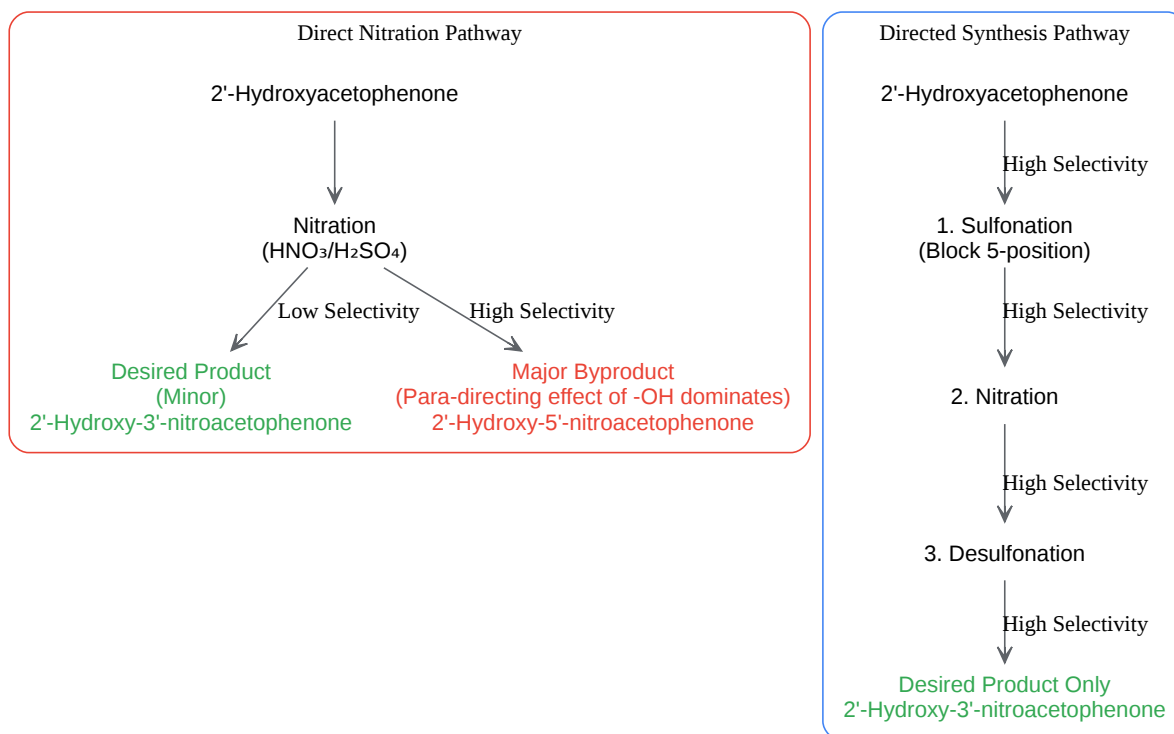 Direct Nitration Pathway
2'-Hydroxyacetophenone
Nitration
(HNO₃/H₂SO₄)
Low Selectivity
High Selectivity
Desired Product
(Minor)
2'-Hydroxy-3'-nitroacetophenone
Major Byproduct
(Para-directing effect of -OH dominates)
2'-Hydroxy-5'-nitroacetophenone
Directed Synthesis Pathway
2'-Hydroxyacetophenone
High Selectivity
1. Sulfonation
(Block 5-position)
High Selectivity
2. Nitration
High Selectivity
3. Desulfonation
High Selectivity
Desired Product Only
2'-Hydroxy-3'-nitroacetophenone